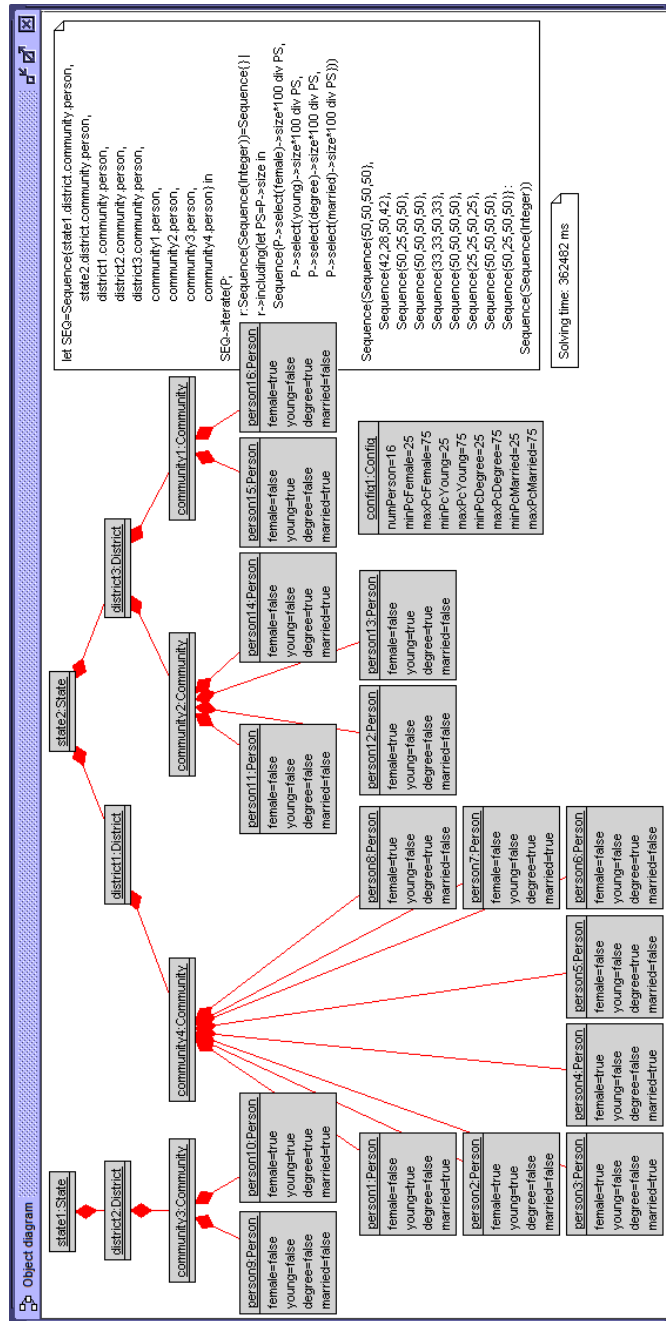 Object diagram
state1:State
state2:State
district2:District
district1:District
district3:District
community3:Community
community4:Community
community2:Community
community1:Community
person9:Person
female=false
young=false
degree=false
married=false
person10:Person
female=true
young=true
degree=true
married=true
person11:Person
female=false
young=false
degree=false
married=false
person14:Person
female=false
young=false
degree=true
married=true
person15:Person
female=false
young=true
degree=false
married=true
person16:Person
female=true
young=false
degree=true
married=false
person1:Person
female=false
young=true
degree=false
married=true
person8:Person
female=true
young=false
degree=true
married=false
person12:Person
female=true
young=false
degree=false
married=false
person13:Person
female=false
young=true
degree=true
married=false
config1:Config
numPerson=16
minPcFemale=25
maxPcFemale=75
minPcYoung=25
maxPcYoung=75
minPcDegree=25
maxPcDegree=75
minPcMarried=25
maxPcMarried=75
person2:Person
female=true
young=true
degree=false
married=false
person7:Person
female=false
young=false
degree=true
married=true
person3:Person
female=true
young=false
degree=false
married=true
person4:Person
female=true
young=false
degree=false
married=true
person5:Person
female=false
young=false
degree=true
married=false
person6:Person
female=false
young=false
degree=true
married=false
let SEQ=Sequence{state1.district.community.person,
state2.district.community.person,
district1.community.person,
district2.community.person,
district3.community.person,
community1.person,
community2.person,
community3.person,
community4.person} in
SEQ->iterate(P;
r:Sequence(Sequence(Integer))=Sequence{} |
r->including(let PS=P->size in
Sequence{P->select(female)->size*100 div PS,
P->select(young)->size*100 div PS,
P->select(degree)->size*100 div PS,
P->select(married)->size*100 div PS}))
Sequence{Sequence{50,50,50,50},
Sequence{42,28,50,42},
Sequence{50,25,50,50},
Sequence{50,50,50,50},
Sequence{33,33,50,33},
Sequence{50,50,50,50},
Sequence{25,25,50,25},
Sequence{50,50,50,50},
Sequence{50,25,50,50}} :
Sequence(Sequence(Integer))
Solving time: 362482 ms